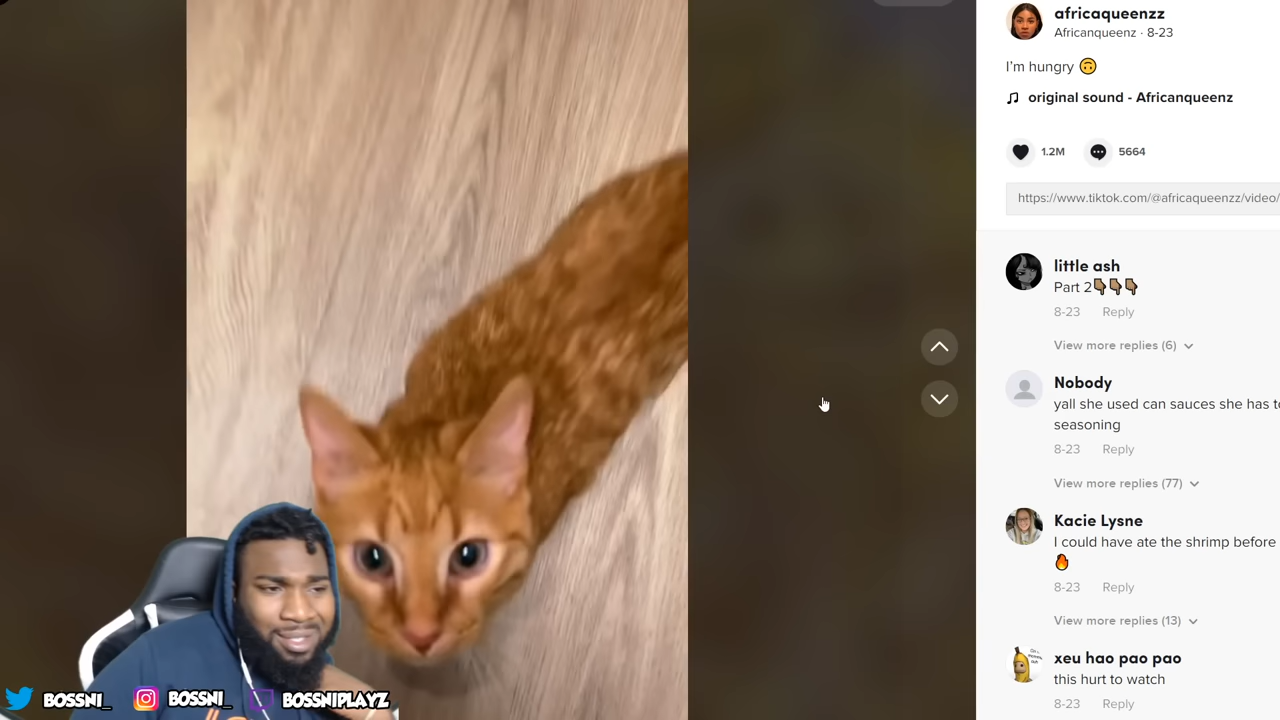 africaqueenzz
Africanqueenz · 8-23
I'm hungry 🙃
original sound - Africanqueenz
1.2M
5664
https://www.tiktok.com/@africaqueenzz/video/
little ash
Part 2👇🏾👇🏾👇🏾
8-23 Reply
View more replies (6)
Nobody
yall she used can sauces she has
seasoning
8-23 Reply
View more replies (77)
Kacie Lysne
I could have ate the shrimp before
🔥
8-23 Reply
View more replies (13)
xeu hao pao pao
this hurt to watch
8-23 Reply
BOSSNI_ BOSSNI_ BOSSNIPLAYZ